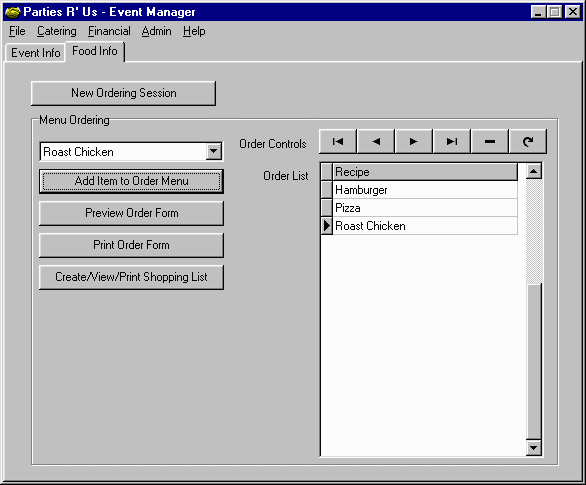 Parties R' Us - Event Manager
File Catering Financial Admin Help
Event Info Food Info
New Ordering Session
Menu Ordering
Roast Chicken
Add Item to Order Menu
Preview Order Form
Print Order Form
Create/View/Print Shopping List
Order Controls
Order List
Recipe
Hamburger
Pizza
Roast Chicken